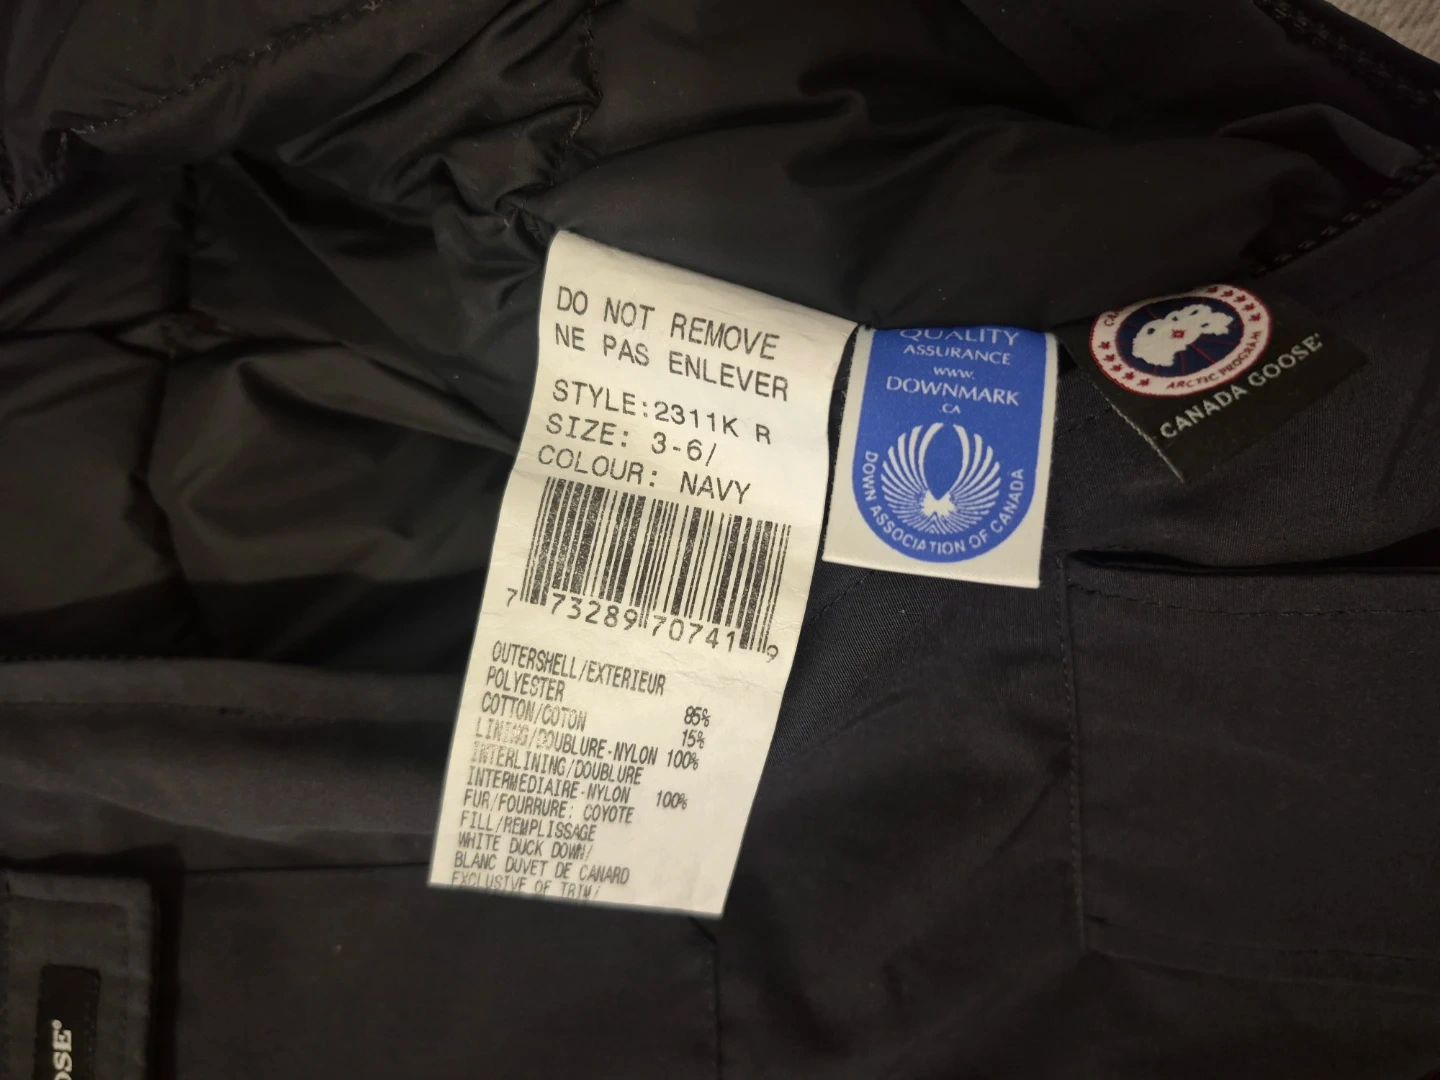 DO NOT REMOVE
NE PAS ENLEVER
STYLE:2311K R
SIZE: 3-6/
COLOUR: NAVY
7 73289 70741 9
OUTERSHELL/EXTERIEUR
POLYESTER 85%
COTTON/COTON 15%
LINING/DOUBLURE-NYLON 100%
INTERLINING/DOUBLURE
INTERMEDIAIRE-NYLON 100%
FUR/FOURRURE: COYOTE
FILL/REMPLISSAGE
WHITE DUCK DOWN/
BLANC DUVET DE CANARD
EXCLUSIVE OF TRIM/
QUALITY
ASSURANCE
www.
DOWNMARK
.CA
DOWN ASSOCIATION OF CANADA
ARCTIC PROGRAM
CANADA GOOSE